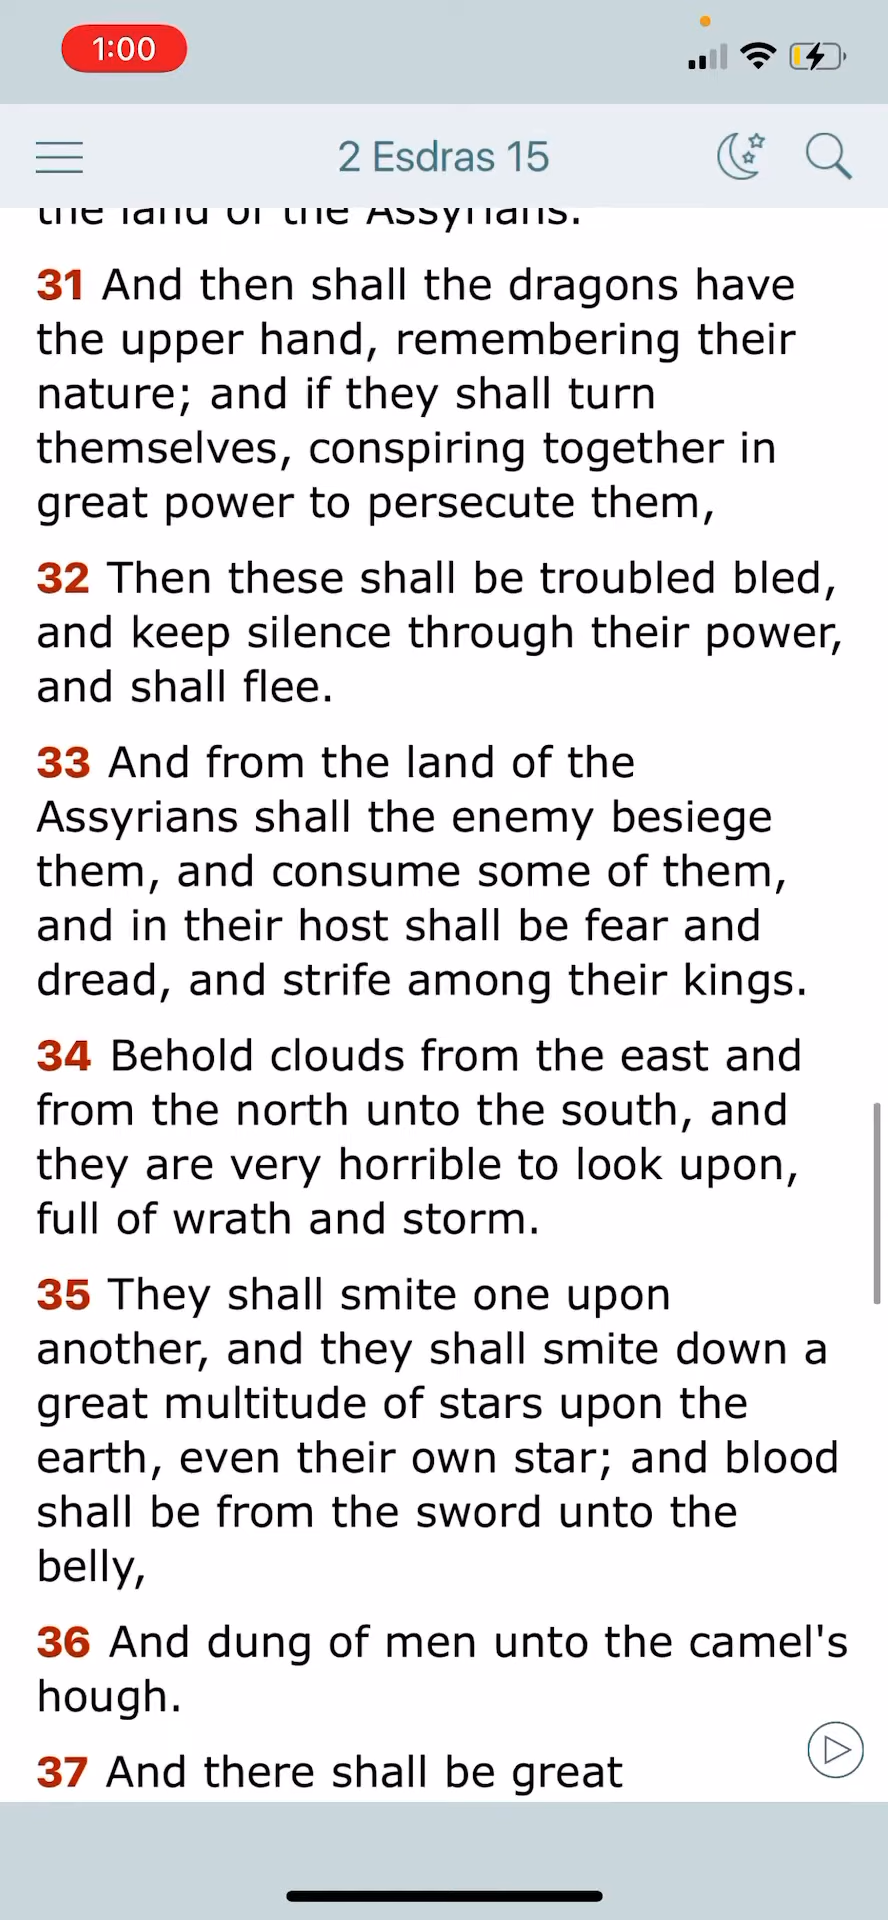 1:00
2 Esdras 15
the land of the Assyrians.
31 And then shall the dragons have
the upper hand, remembering their
nature; and if they shall turn
themselves, conspiring together in
great power to persecute them,
32 Then these shall be troubled bled,
and keep silence through their power,
and shall flee.
33 And from the land of the
Assyrians shall the enemy besiege
them, and consume some of them,
and in their host shall be fear and
dread, and strife among their kings.
34 Behold clouds from the east and
from the north unto the south, and
they are very horrible to look upon,
full of wrath and storm.
35 They shall smite one upon
another, and they shall smite down a
great multitude of stars upon the
earth, even their own star; and blood
shall be from the sword unto the
belly,
36 And dung of men unto the camel's
hough.
37 And there shall be great